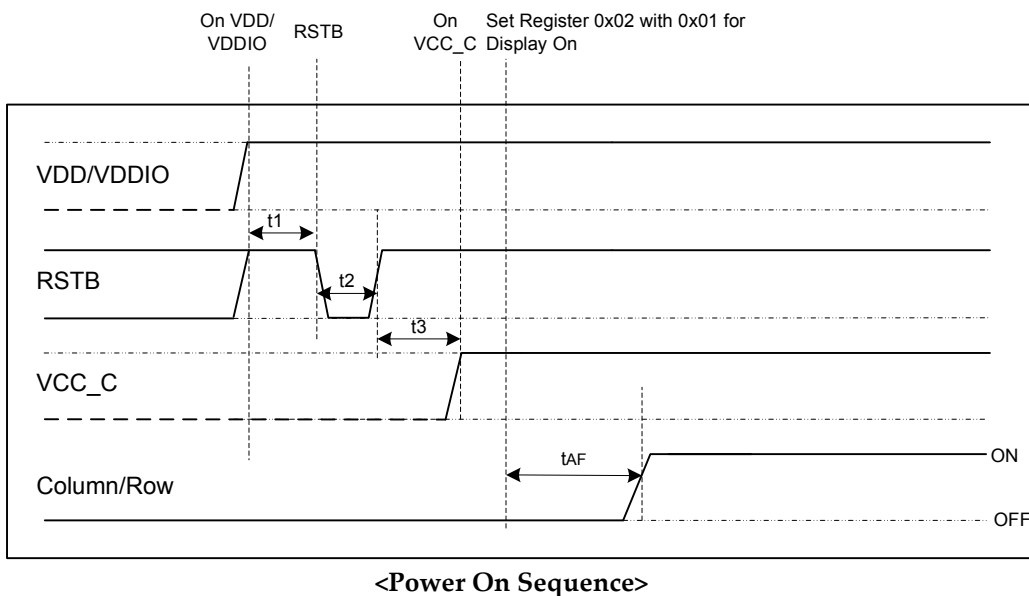 On VDD/
VDDIO
RSTB
On
VCC_C
Set Register 0x02 with 0x01 for
Display On
VDD/VDDIO
t1
RSTB
t2
t3
VCC_C
tAF
ON
Column/Row
OFF
<Power On Sequence>